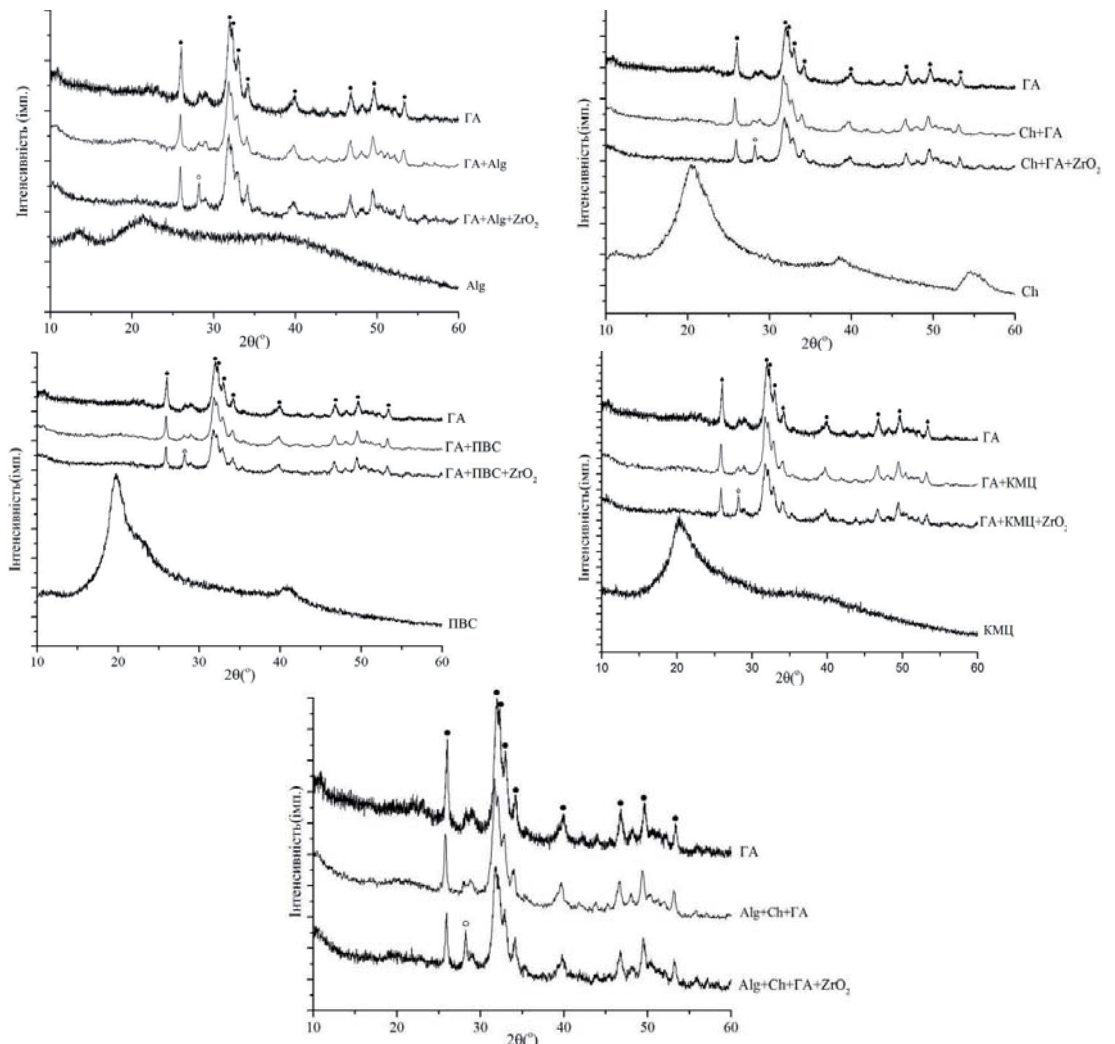 Інтенсивність (імп.)
ГА
ГА+Alg
ГА+Alg+ZrO₂
Alg
10 20 30 40 50 60
2θ(°)
Інтенсивність (імп.)
ГА
Ch+ГА
Ch+ГА+ZrO₂
Ch
10 20 30 40 50 60
2θ(°)
Інтенсивність(імп.)
ГА
ГА+ПВС
ГА+ПВС+ZrO₂
ПВС
10 20 30 40 50 60
2θ(°)
Інтенсивність(імп.)
ГА
ГА+КМЦ
ГА+КМЦ+ZrO₂
КМЦ
10 20 30 40 50 60
2θ(°)
Інтенсивність(імп.)
ГА
Alg+Ch+ГА
Alg+Ch+ГА+ZrO₂
10 20 30 40 50 60
2θ(°)